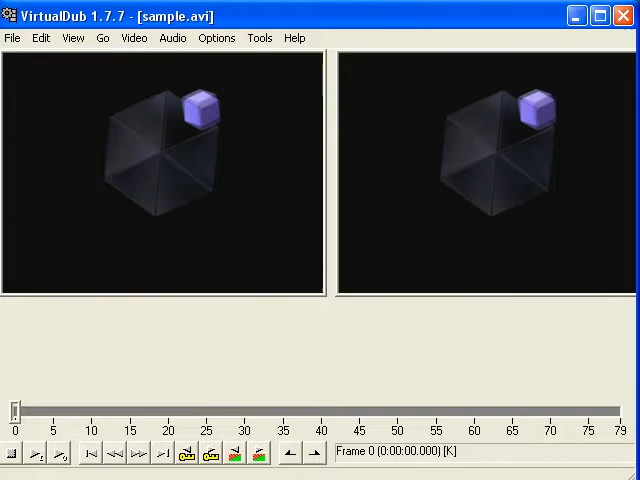 VirtualDub 1.7.7 - [sample.avi]
File Edit View Go Video Audio Options Tools Help
0 5 10 15 20 25 30 35 40 45 50 55 60 65 70 75 79
Frame 0 (0:00:00.000) [K]